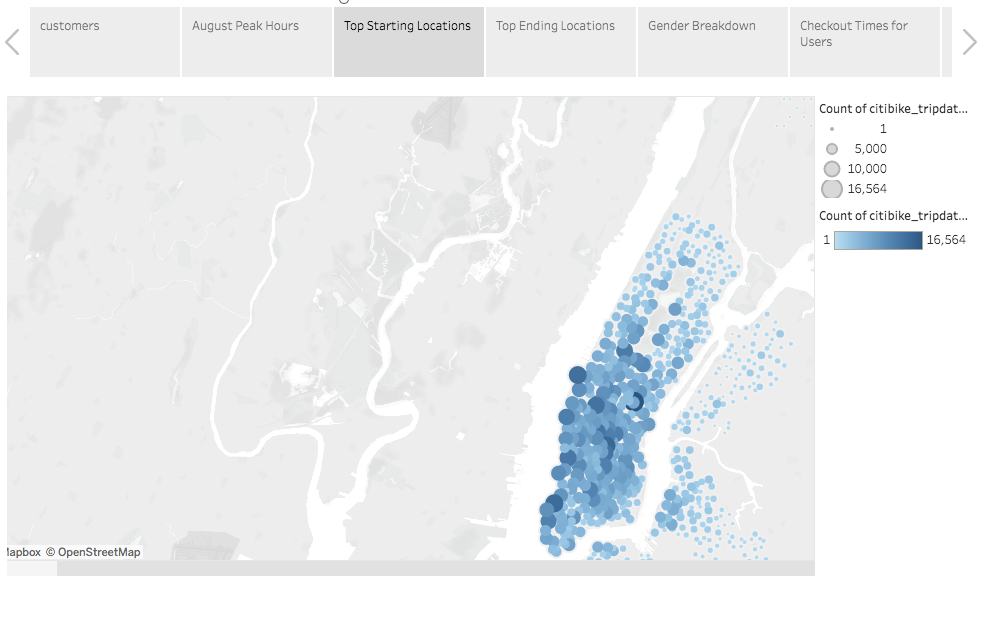 customers
August Peak Hours
Top Starting Locations
Top Ending Locations
Gender Breakdown
Checkout Times for
Users
Count of citibike_tripdat...
1
5,000
10,000
16,564
Count of citibike_tripdat...
1 16,564
Mapbox © OpenStreetMap